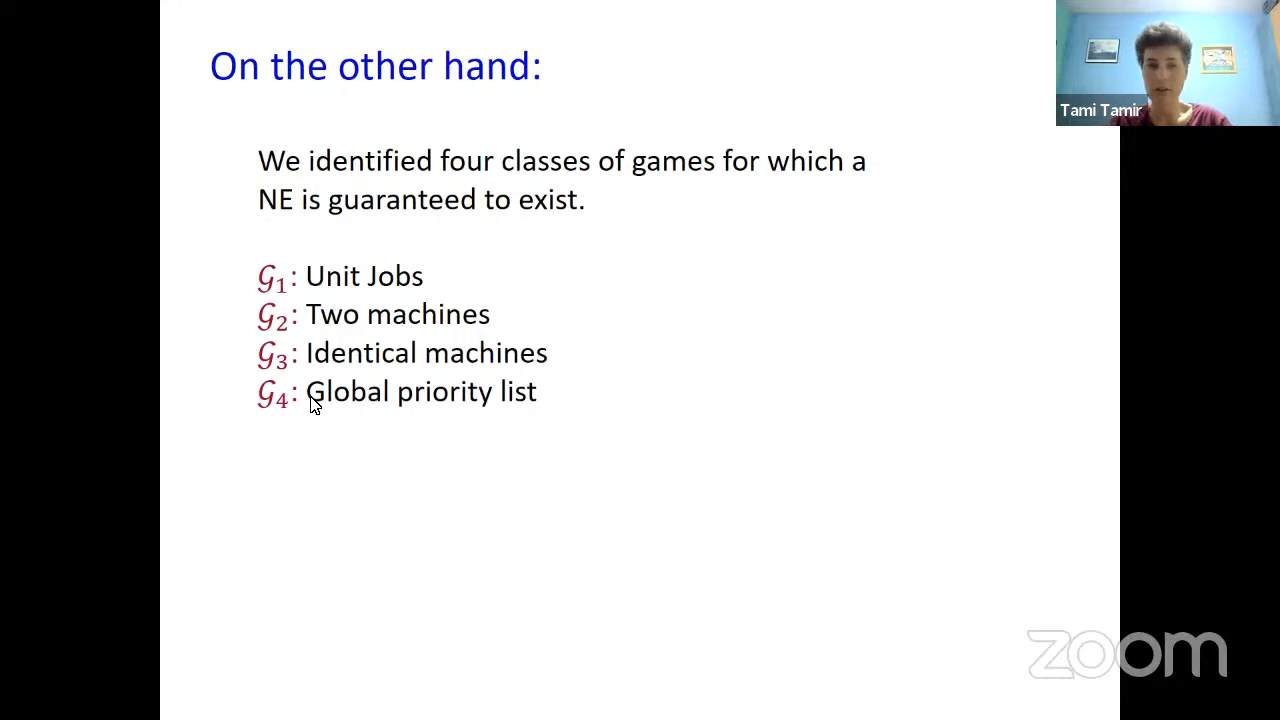 On the other hand:
Tami Tamir
We identified four classes of games for which a
NE is guaranteed to exist.
𝒢₁: Unit Jobs
𝒢₂: Two machines
𝒢₃: Identical machines
𝒢₄: Global priority list
zoom